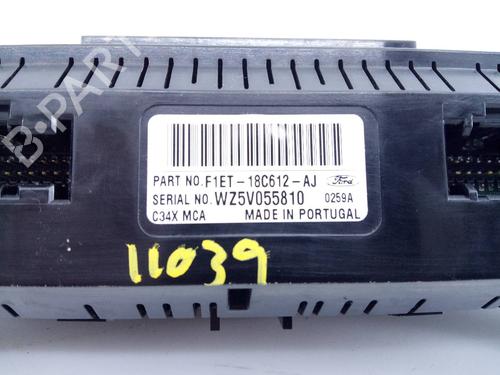 B-PARTS
PART NO. F1ET-18C612-AJ Ford
SERIAL NO. WZ5V055810 0259A
C34X MCA MADE IN PORTUGAL
11039